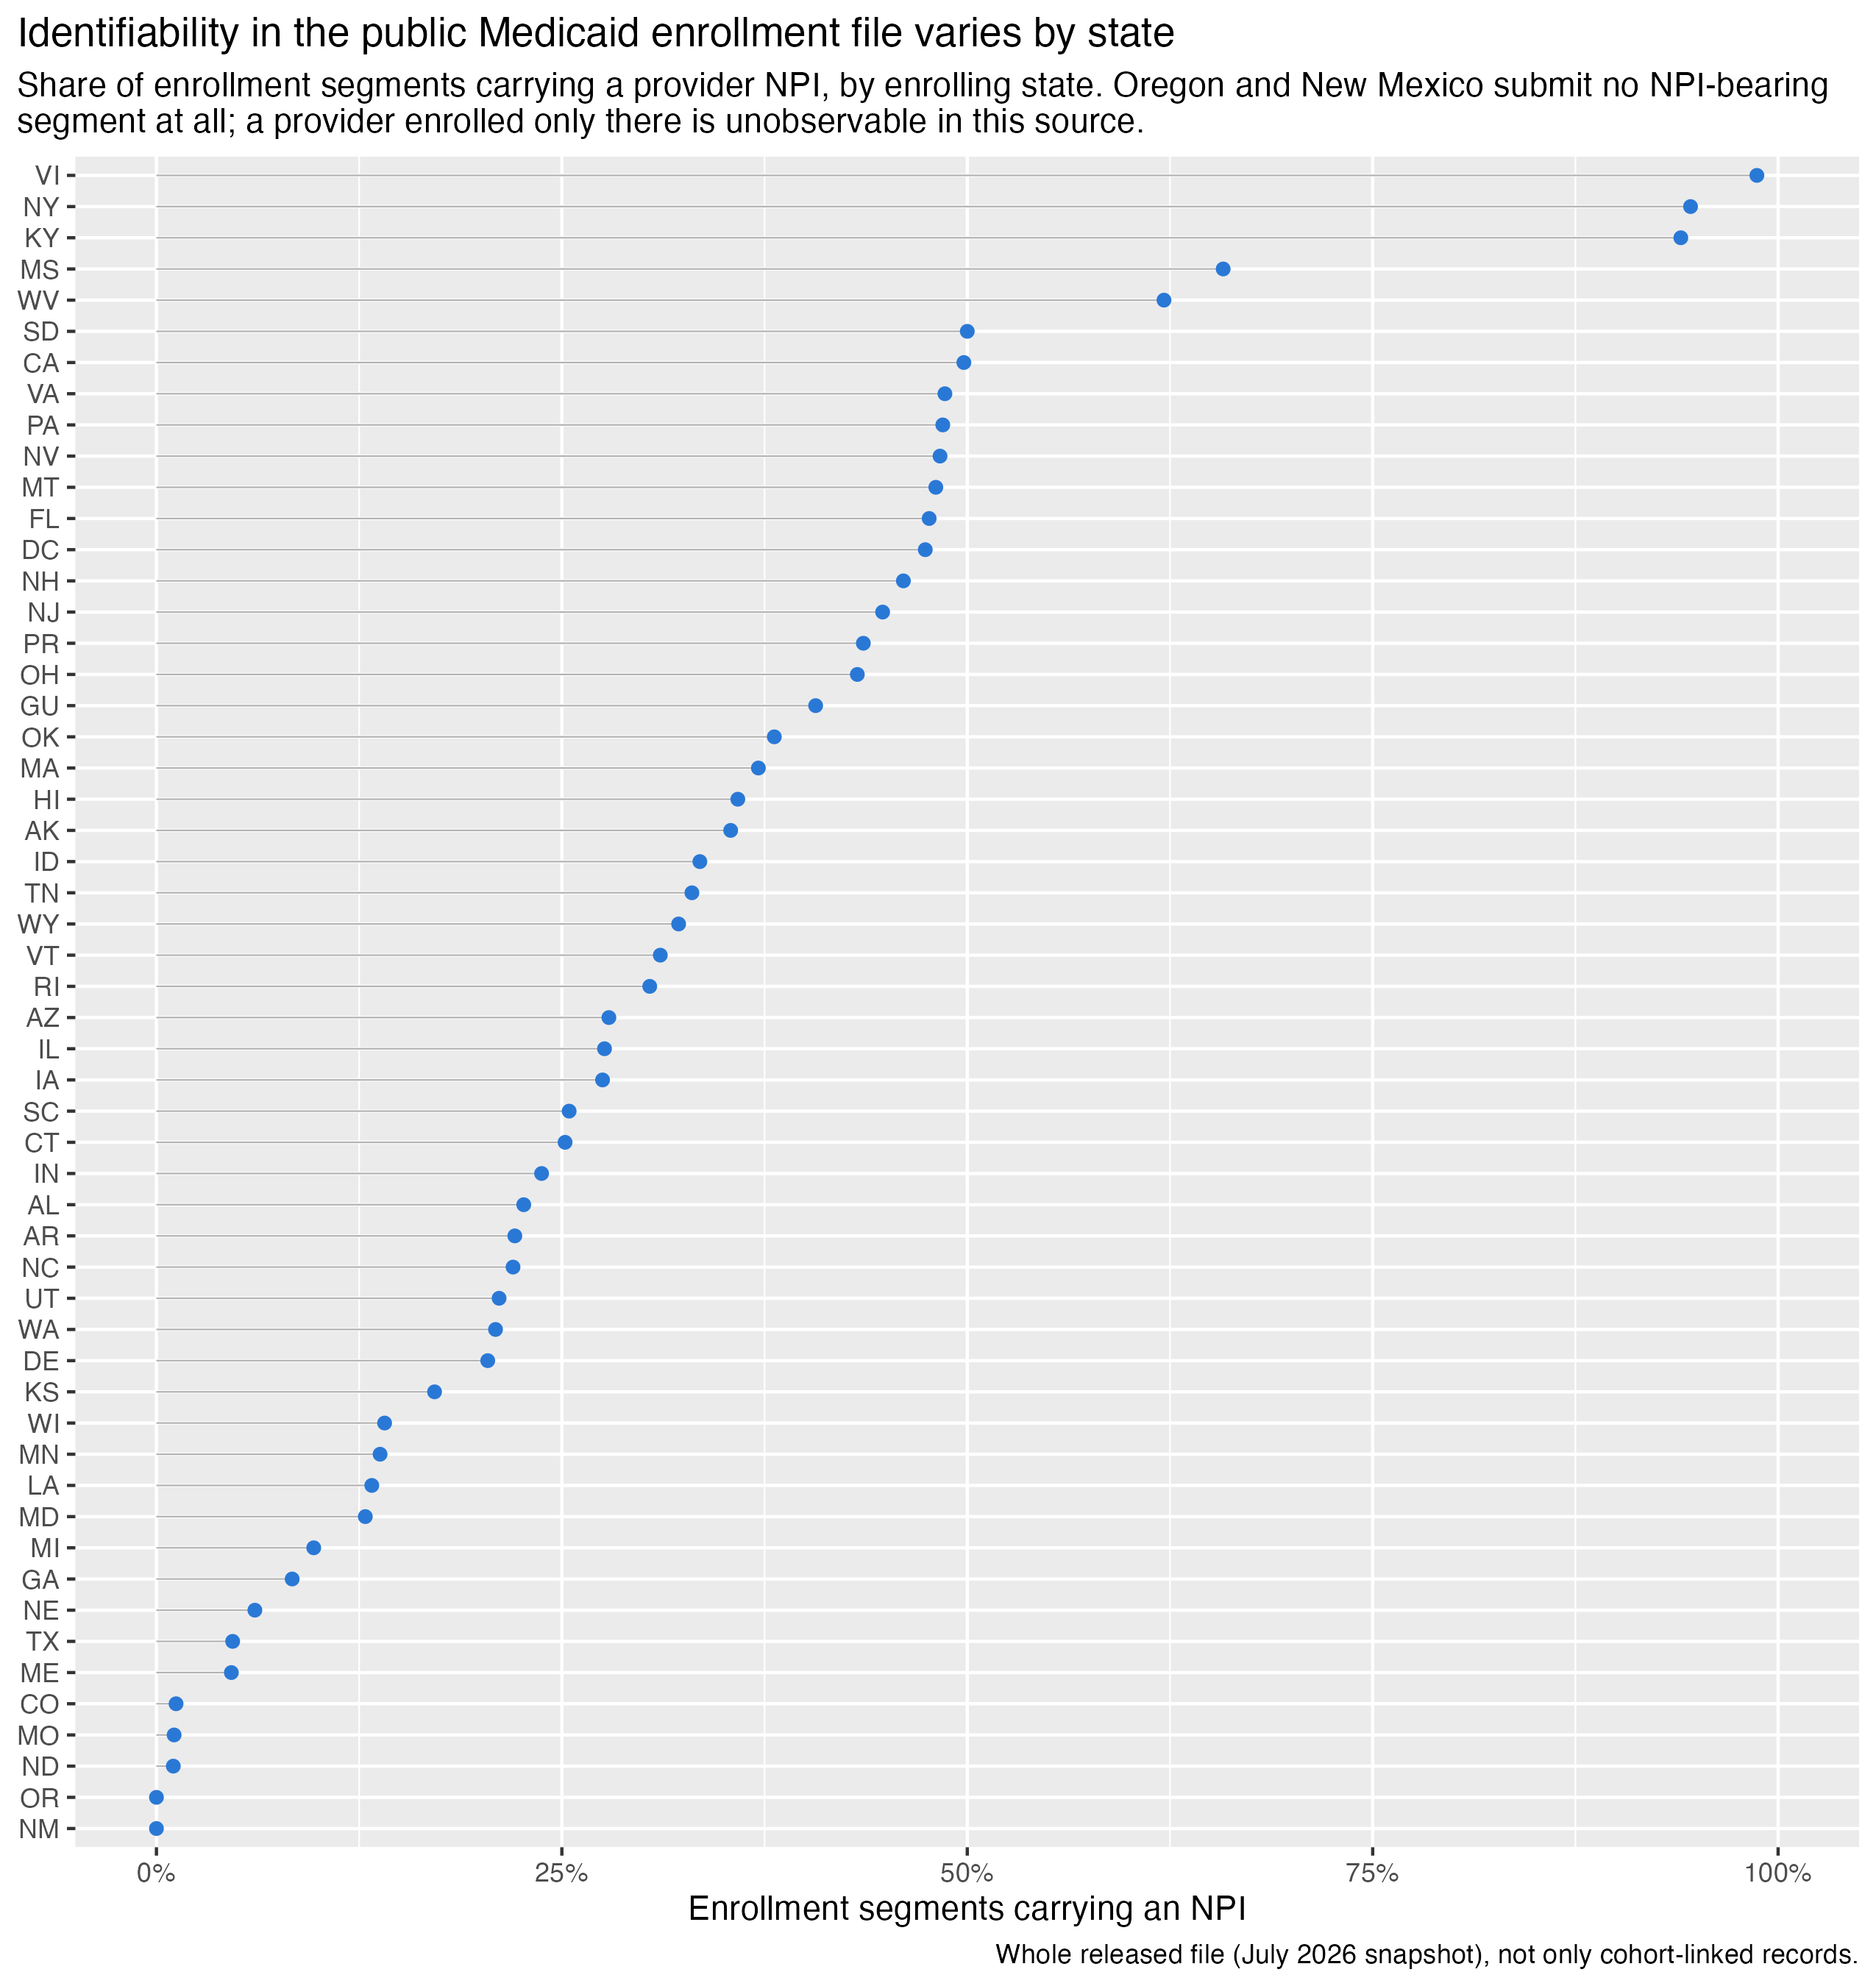 Identifiability in the public Medicaid enrollment file varies by state
Share of enrollment segments carrying a provider NPI, by enrolling state. Oregon and New Mexico submit no NPI-bearing
segment at all; a provider enrolled only there is unobservable in this source.
VI
NY
KY
MS
WV
SD
CA
VA
PA
NV
MT
FL
DC
NH
NJ
PR
OH
GU
OK
MA
HI
AK
ID
TN
WY
VT
RI
AZ
IL
IA
SC
CT
IN
AL
AR
NC
UT
WA
DE
KS
WI
MN
LA
MD
MI
GA
NE
TX
ME
CO
MO
ND
OR
NM
0% 25% 50% 75% 100%
Enrollment segments carrying an NPI
Whole released file (July 2026 snapshot), not only cohort-linked records.